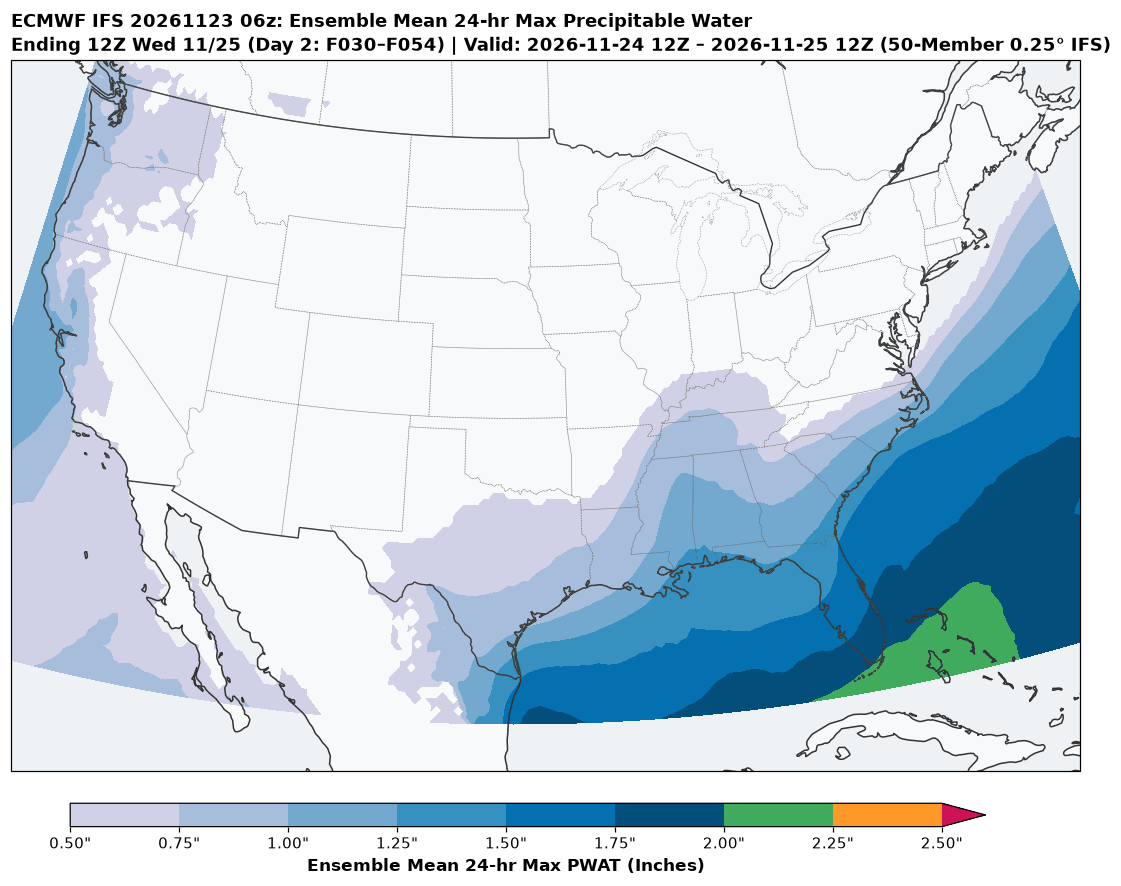 ECMWF IFS 20261123 06z: Ensemble Mean 24-hr Max Precipitable Water
Ending 12Z Wed 11/25 (Day 2: F030–F054) | Valid: 2026-11-24 12Z – 2026-11-25 12Z (50-Member 0.25° IFS)
0.50" 0.75" 1.00" 1.25" 1.50" 1.75" 2.00" 2.25" 2.50"
Ensemble Mean 24-hr Max PWAT (Inches)